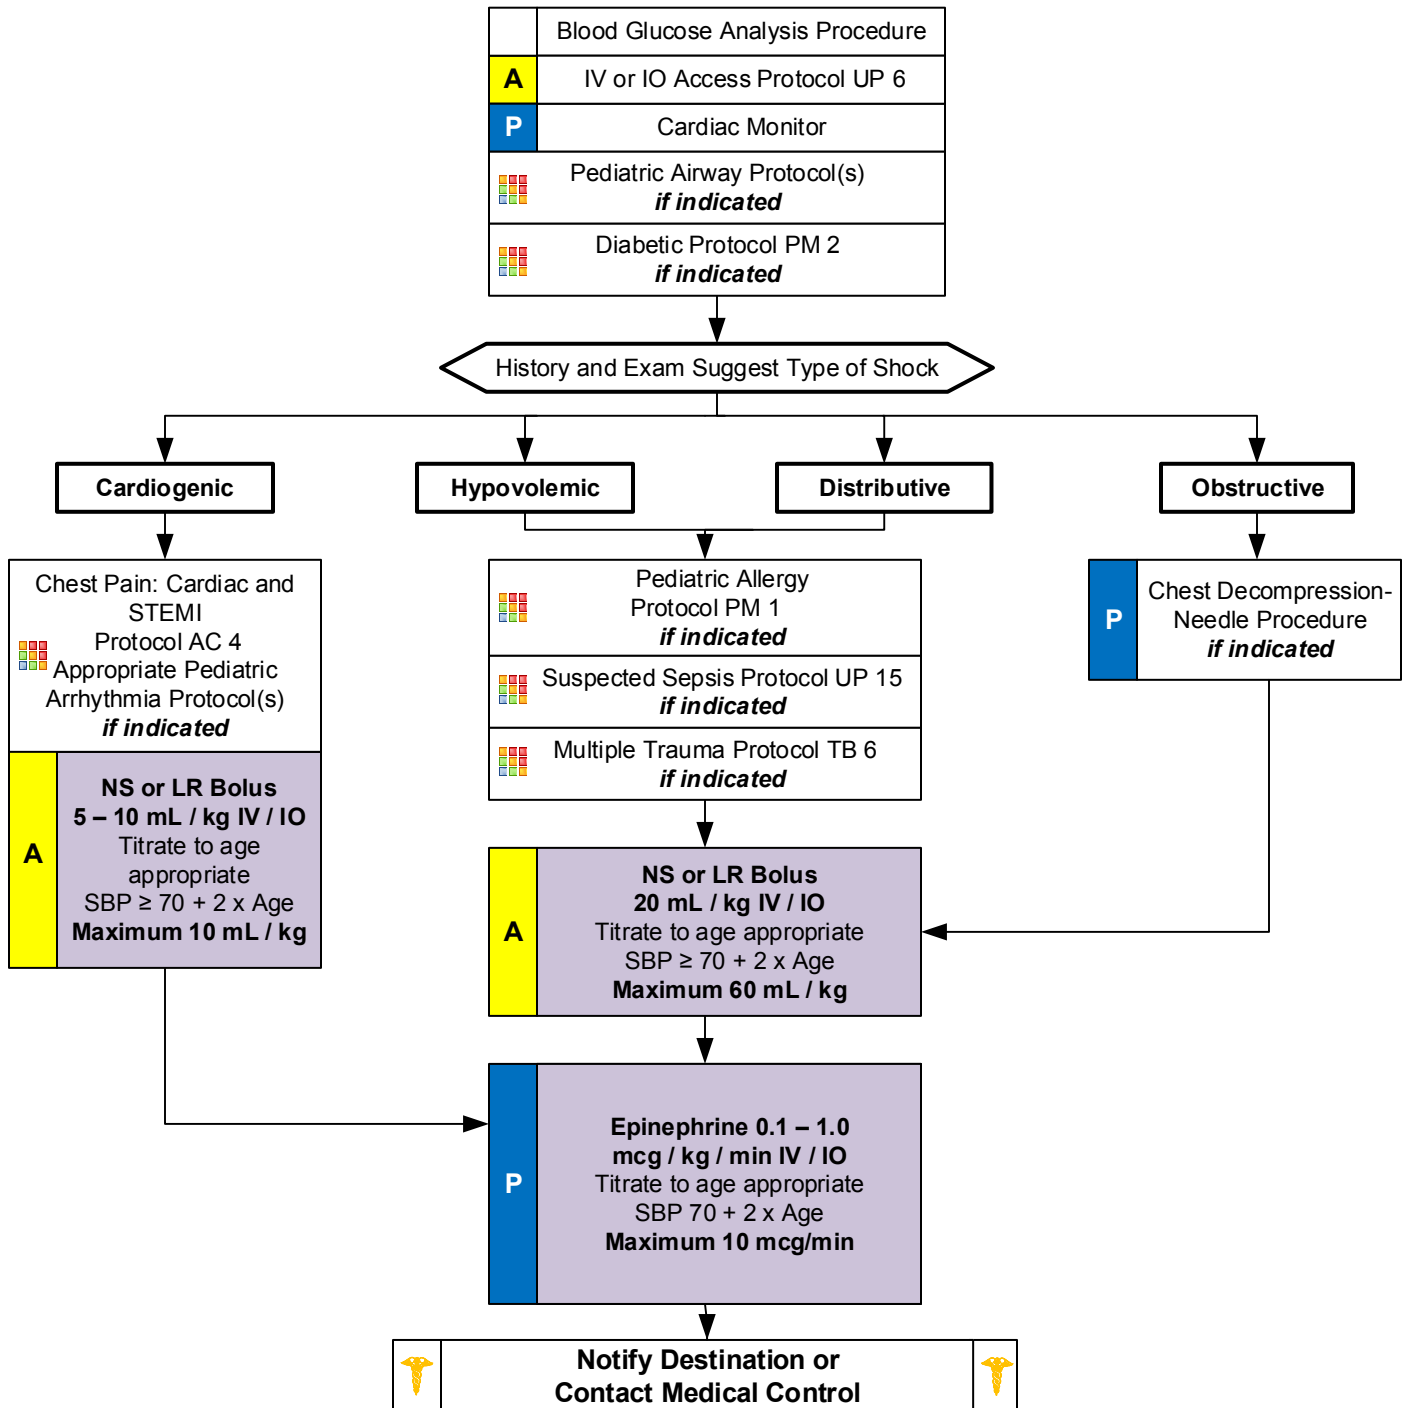 Blood Glucose Analysis Procedure
A
IV or IO Access Protocol UP 6
P
Cardiac Monitor
Pediatric Airway Protocol(s)
if indicated
Diabetic Protocol PM 2
if indicated
History and Exam Suggest Type of Shock
Cardiogenic
Hypovolemic
Distributive
Obstructive
Chest Pain: Cardiac and
STEMI
Protocol AC 4
Appropriate Pediatric
Arrhythmia Protocol(s)
if indicated
A
NS or LR Bolus
5 – 10 mL / kg IV / IO
Titrate to age
appropriate
SBP ≥ 70 + 2 x Age
Maximum 10 mL / kg
Pediatric Allergy
Protocol PM 1
if indicated
Suspected Sepsis Protocol UP 15
if indicated
Multiple Trauma Protocol TB 6
if indicated
P
Chest Decompression-
Needle Procedure
if indicated
A
NS or LR Bolus
20 mL / kg IV / IO
Titrate to age appropriate
SBP ≥ 70 + 2 x Age
Maximum 60 mL / kg
P
Epinephrine 0.1 – 1.0
mcg / kg / min IV / IO
Titrate to age appropriate
SBP 70 + 2 x Age
Maximum 10 mcg/min
Notify Destination or
Contact Medical Control